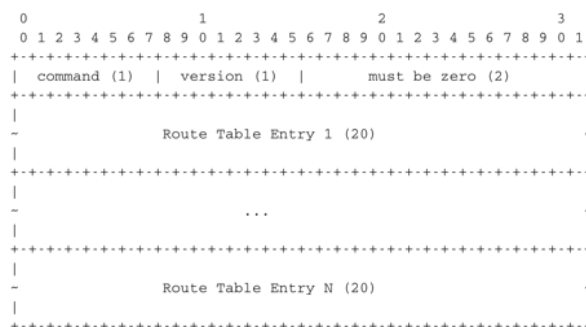 0 1 2 3
0 1 2 3 4 5 6 7 8 9 0 1 2 3 4 5 6 7 8 9 0 1 2 3 4 5 6 7 8 9 0 1
+-+-+-+-+-+-+-+-+-+-+-+-+-+-+-+-+-+-+-+-+-+-+-+-+-+-+-+-+-+-+-+-
| command (1) | version (1) | must be zero (2)
+-+-+-+-+-+-+-+-+-+-+-+-+-+-+-+-+-+-+-+-+-+-+-+-+-+-+-+-+-+-+-+-
|
~ Route Table Entry 1 (20)
|
+-+-+-+-+-+-+-+-+-+-+-+-+-+-+-+-+-+-+-+-+-+-+-+-+-+-+-+-+-+-+-+-
|
~ ...
|
+-+-+-+-+-+-+-+-+-+-+-+-+-+-+-+-+-+-+-+-+-+-+-+-+-+-+-+-+-+-+-+-
|
~ Route Table Entry N (20)
|
+-+-+-+-+-+-+-+-+-+-+-+-+-+-+-+-+-+-+-+-+-+-+-+-+-+-+-+-+-+-+-+-